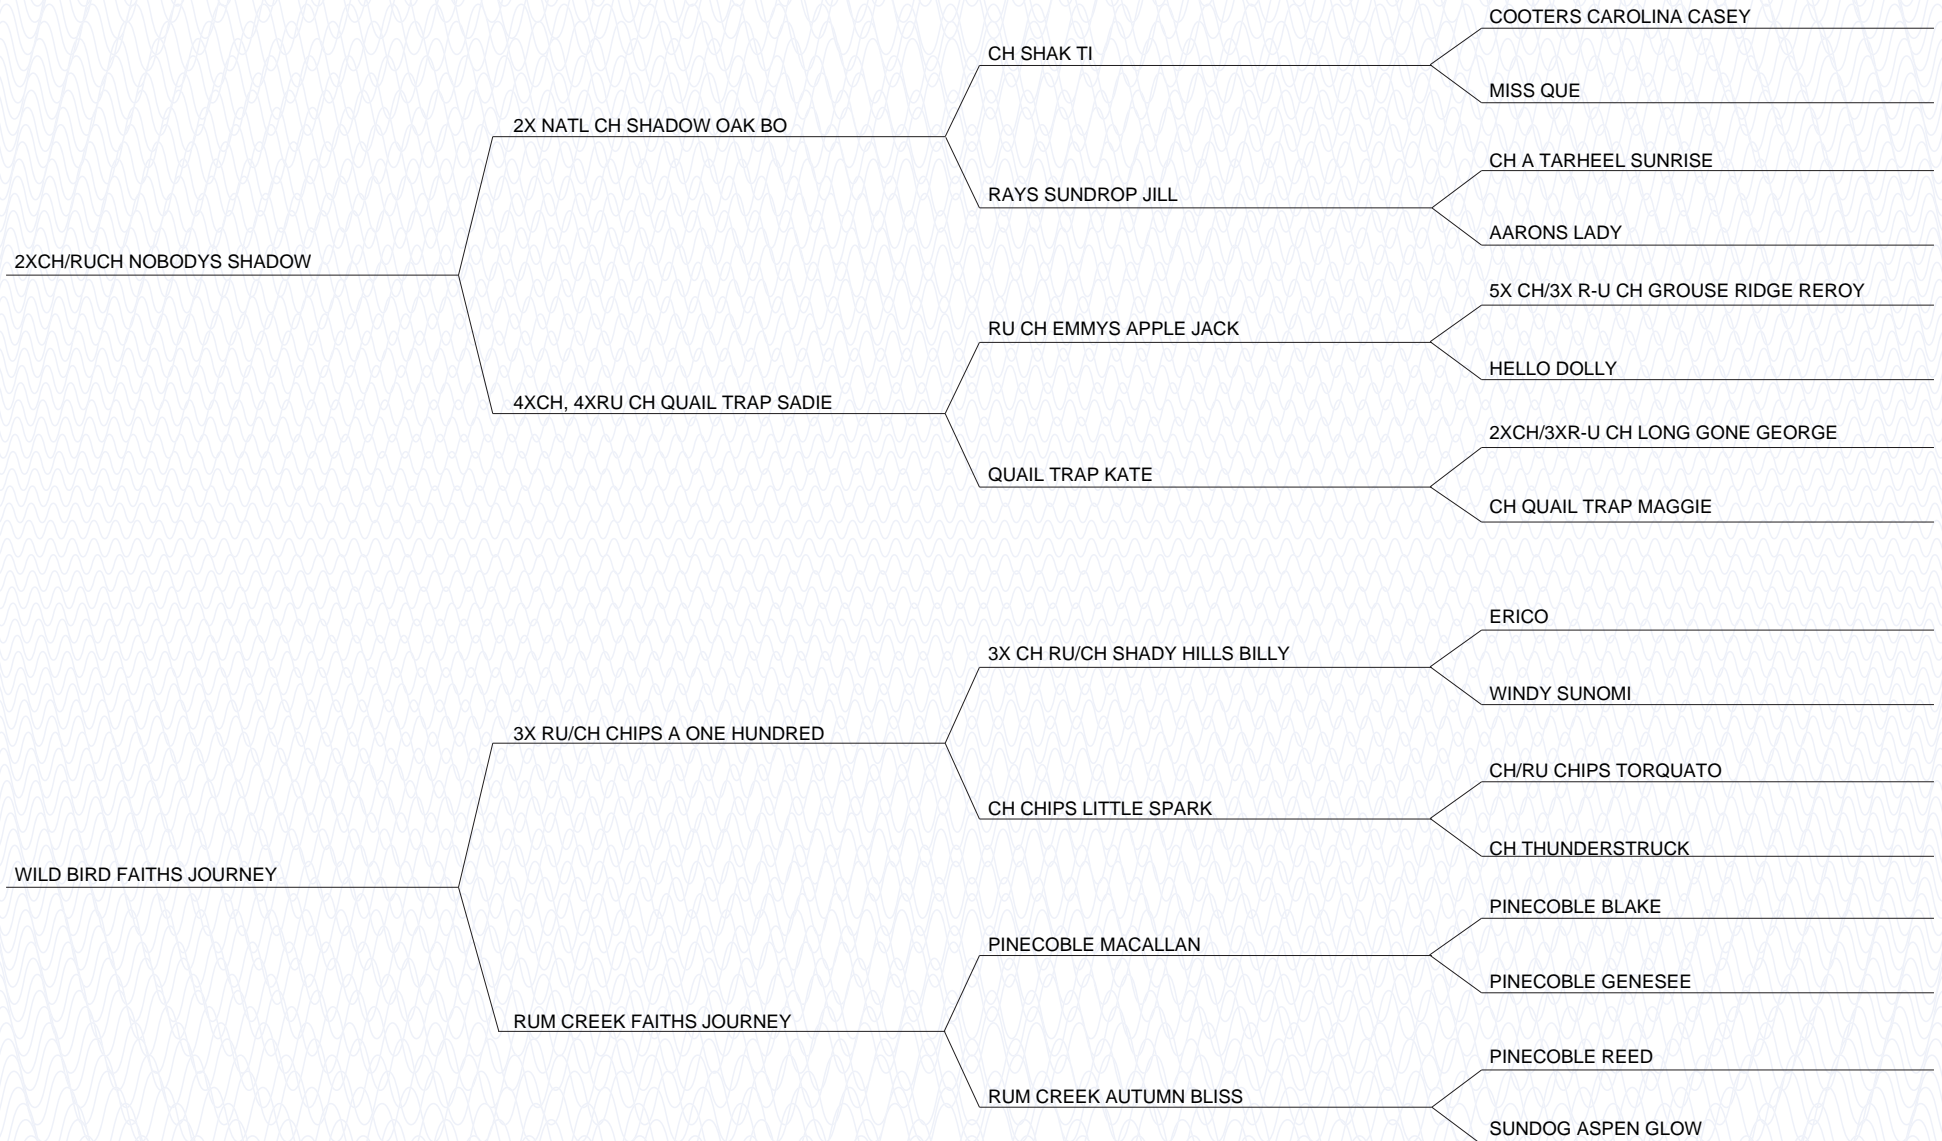 COOTERS CAROLINA CASEY
CH SHAK TI
MISS QUE
2X NATL CH SHADOW OAK BO
CH A TARHEEL SUNRISE
RAYS SUNDROP JILL
AARONS LADY
2XCH/RUCH NOBODYS SHADOW
5X CH/3X R-U CH GROUSE RIDGE REROY
RU CH EMMYS APPLE JACK
HELLO DOLLY
4XCH, 4XRU CH QUAIL TRAP SADIE
2XCH/3XR-U CH LONG GONE GEORGE
QUAIL TRAP KATE
CH QUAIL TRAP MAGGIE
ERICO
3X CH RU/CH SHADY HILLS BILLY
WINDY SUNOMI
3X RU/CH CHIPS A ONE HUNDRED
CH/RU CHIPS TORQUATO
CH CHIPS LITTLE SPARK
CH THUNDERSTRUCK
WILD BIRD FAITHS JOURNEY
PINECOBLE BLAKE
PINECOBLE MACALLAN
PINECOBLE GENESEE
RUM CREEK FAITHS JOURNEY
PINECOBLE REED
RUM CREEK AUTUMN BLISS
SUNDOG ASPEN GLOW